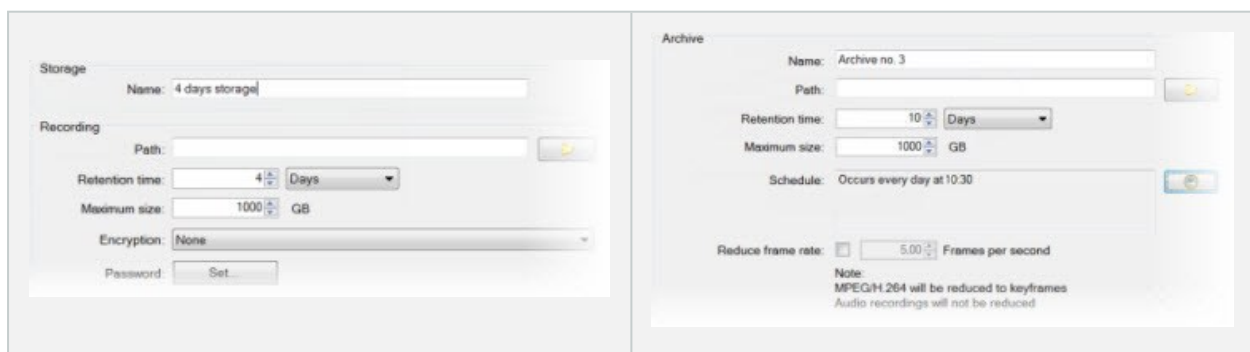 Storage
Name: 4 days storage
Recording
Path:
Retention time: 4 Days
Maximum size: 1000 GB
Encryption: None
Password: Set...
Archive
Name: Archive no. 3
Path:
Retention time: 10 Days
Maximum size: 1000 GB
Schedule: Occurs every day at 10:30
Reduce frame rate: 5.00 Frames per second
Note:
MPEG/H.264 will be reduced to keyframes
Audio recordings will not be reduced